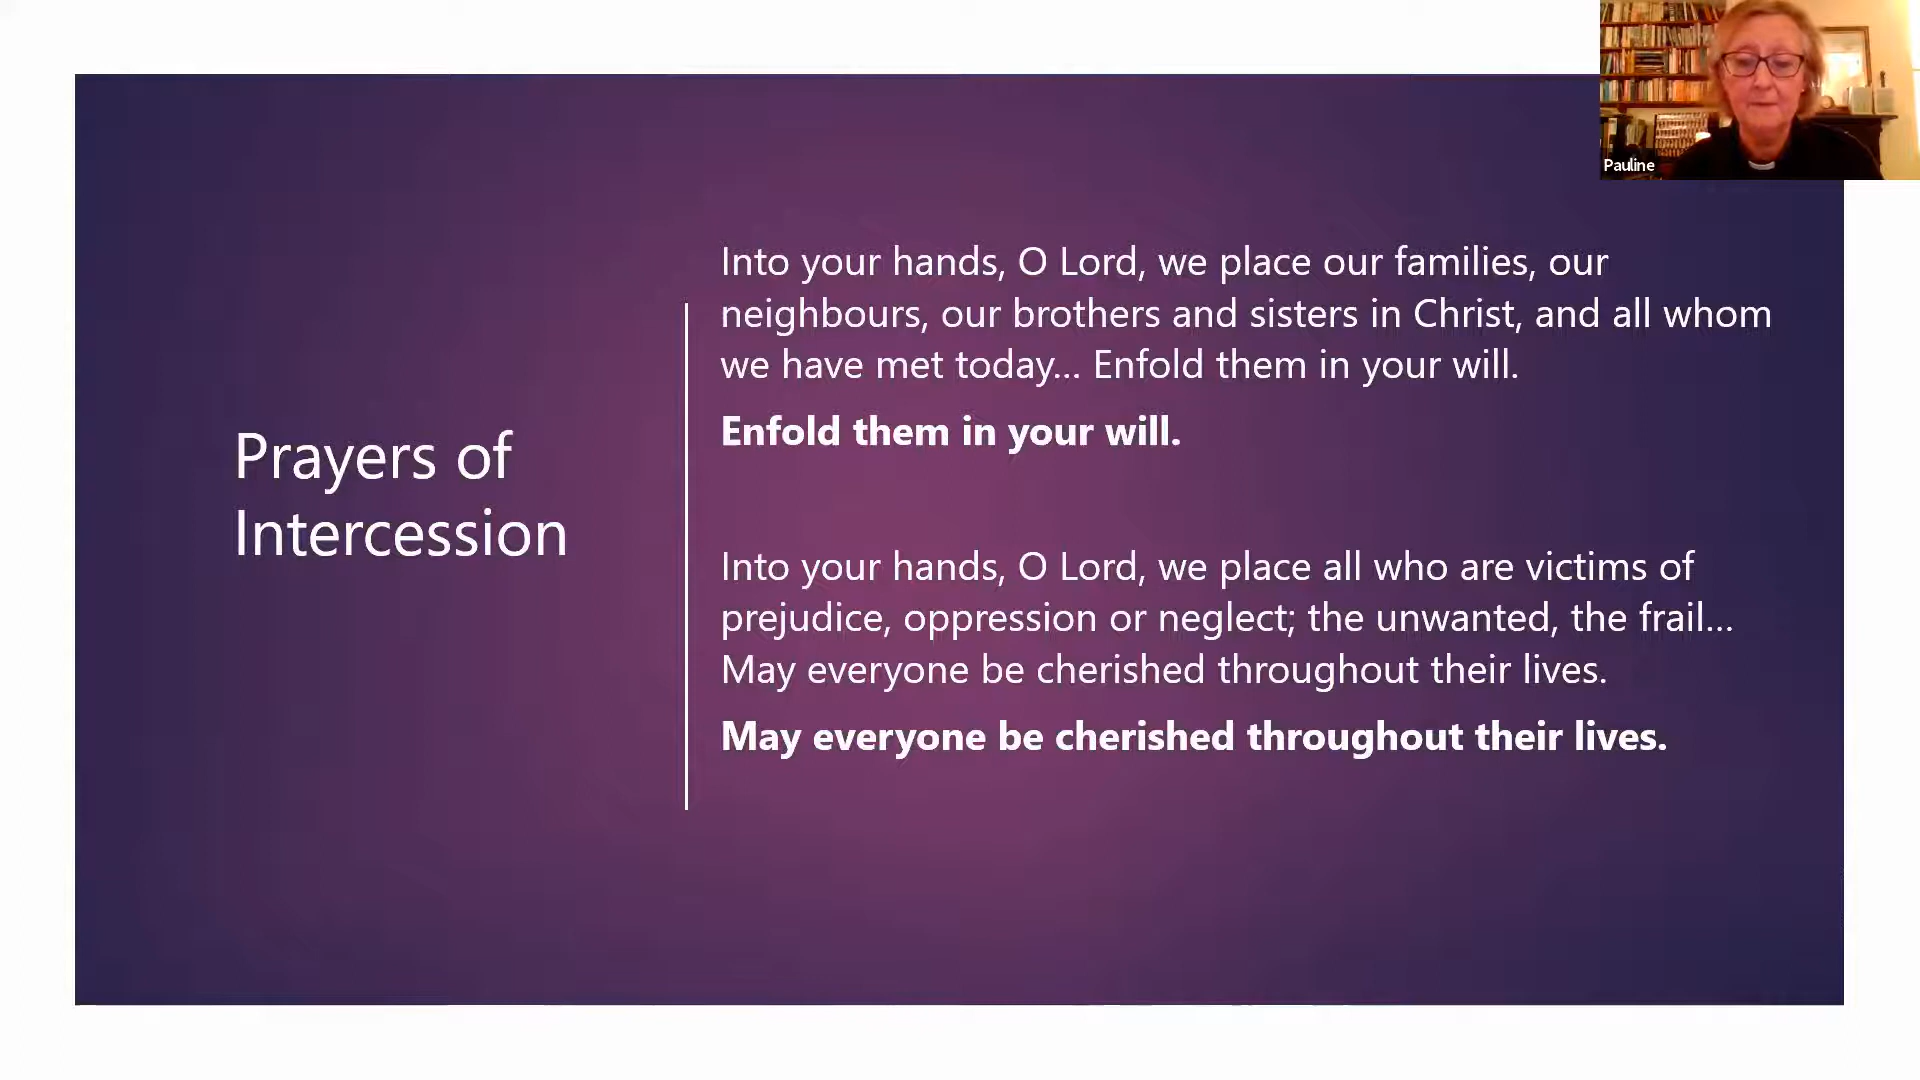 Pauline
Prayers of
Intercession
Into your hands, O Lord, we place our families, our
neighbours, our brothers and sisters in Christ, and all whom
we have met today... Enfold them in your will.
Enfold them in your will.
Into your hands, O Lord, we place all who are victims of
prejudice, oppression or neglect; the unwanted, the frail...
May everyone be cherished throughout their lives.
May everyone be cherished throughout their lives.